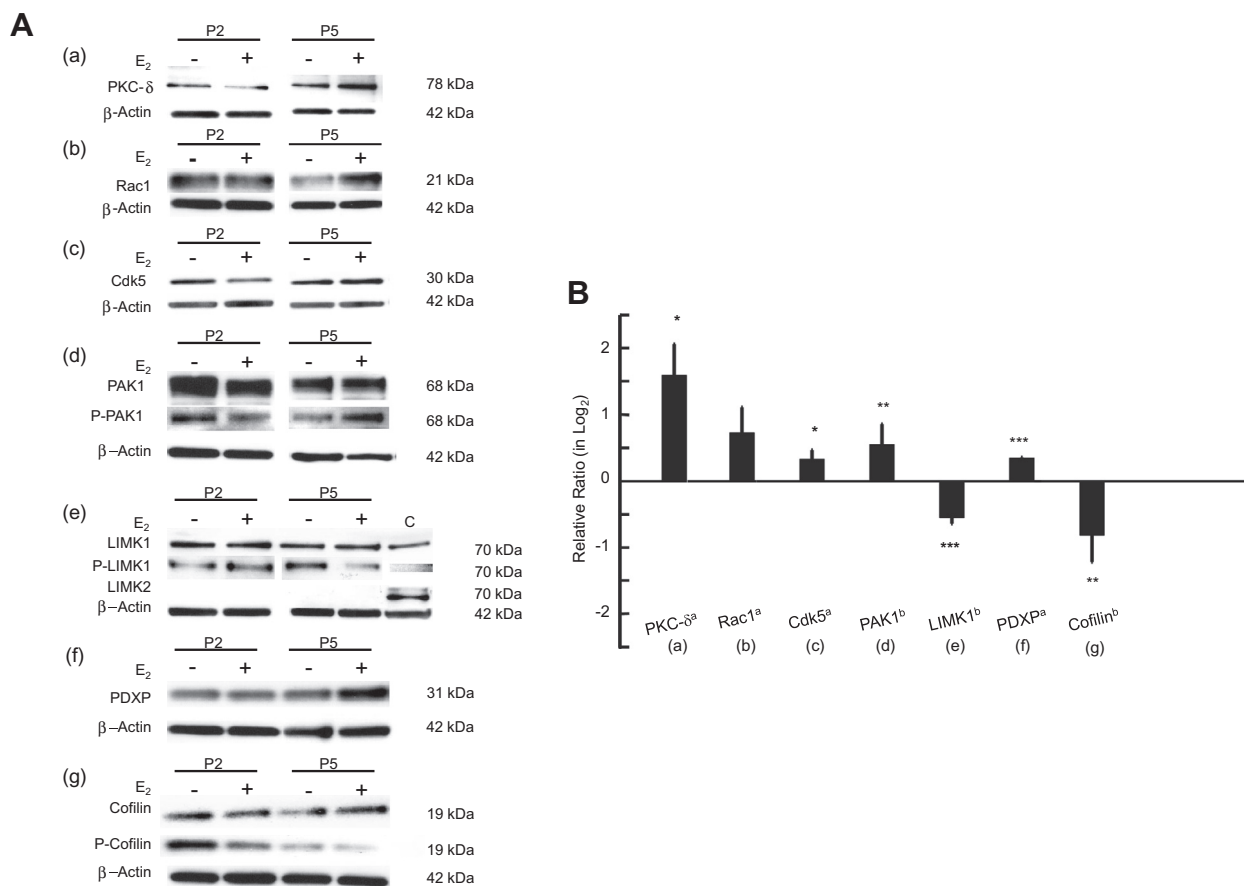 A
P2 P5
(a)
E2 - + - +
PKC-δ 78 kDa
β-Actin 42 kDa
P2 P5
(b)
E2 - + - +
Rac1 21 kDa
β-Actin 42 kDa
P2 P5
(c)
E2 - + - +
Cdk5 30 kDa
β-Actin 42 kDa
P2 P5
(d)
E2 - + - +
PAK1 68 kDa
P-PAK1 68 kDa
β–Actin 42 kDa
P2 P5
(e)
E2 - + - + C
LIMK1 70 kDa
P-LIMK1 70 kDa
LIMK2 70 kDa
β–Actin 42 kDa
P2 P5
(f)
E2 - + - +
PDXP 31 kDa
β–Actin 42 kDa
P2 P5
(g)
E2 - + - +
Cofilin 19 kDa
P-Cofilin 19 kDa
β–Actin 42 kDa
B
Relative Ratio (in Log2)
2
1
0
-1
-2
* * ** *** *** **
PKC-δa Rac1a Cdk5a PAK1b LIMK1b PDXPa Cofilinb
(a) (b) (c) (d) (e) (f) (g)